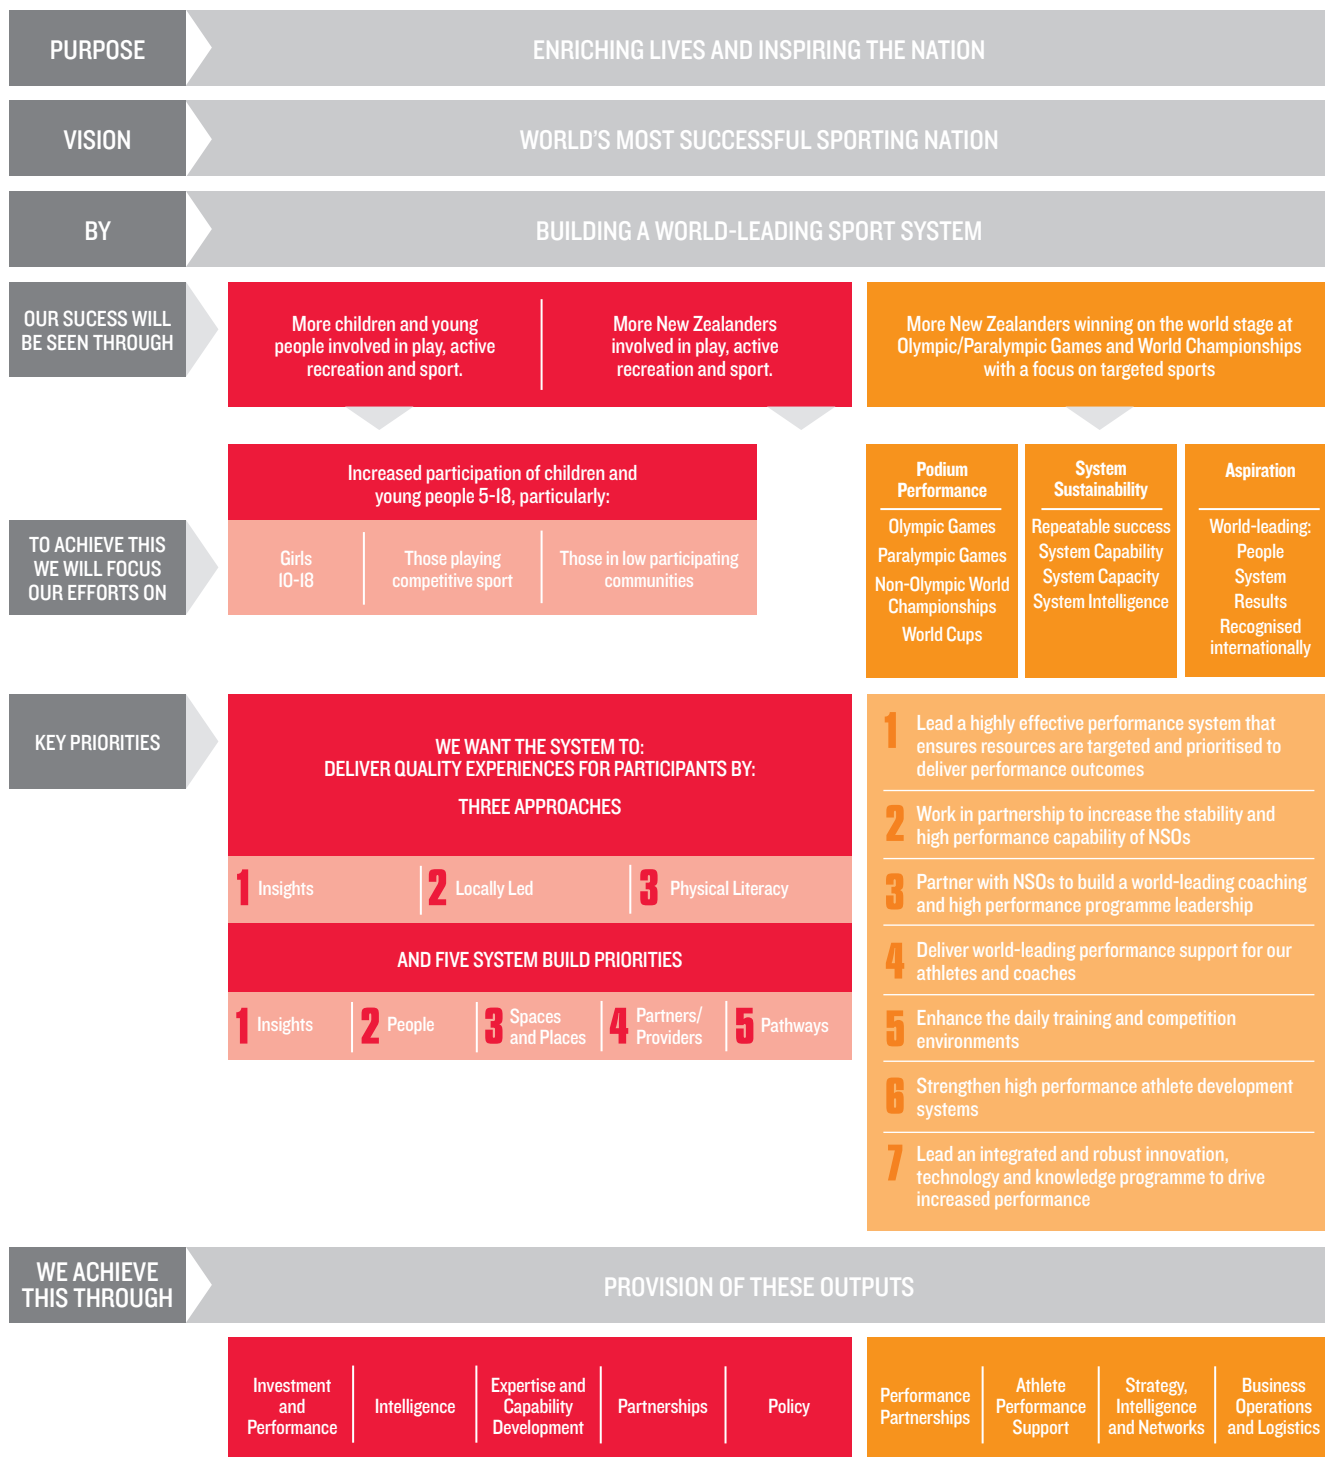 PURPOSE
ENRICHING LIVES AND INSPIRING THE NATION
VISION
WORLD'S MOST SUCCESSFUL SPORTING NATION
BY
BUILDING A WORLD-LEADING SPORT SYSTEM
OUR SUCESS WILL
BE SEEN THROUGH
More children and young
people involved in play, active
recreation and sport.
More New Zealanders
involved in play, active
recreation and sport.
More New Zealanders winning on the world stage at
Olympic/Paralympic Games and World Championships
with a focus on targeted sports
TO ACHIEVE THIS
WE WILL FOCUS
OUR EFFORTS ON
Increased participation of children and
young people 5-18, particularly:
Girls
10-18
Those playing
competitive sport
Those in low participating
communities
Podium
Performance
Olympic Games
Paralympic Games
Non-Olympic World
Championships
World Cups
System
Sustainability
Repeatable success
System Capability
System Capacity
System Intelligence
Aspiration
World-leading:
People
System
Results
Recognised
internationally
KEY PRIORITIES
WE WANT THE SYSTEM TO:
DELIVER QUALITY EXPERIENCES FOR PARTICIPANTS BY:
THREE APPROACHES
1 Insights
2 Locally Led
3 Physical Literacy
AND FIVE SYSTEM BUILD PRIORITIES
1 Insights
2 People
3 Spaces
and Places
4 Partners/
Providers
5 Pathways
1 Lead a highly effective performance system that
ensures resources are targeted and prioritised to
deliver performance outcomes
2 Work in partnership to increase the stability and
high performance capability of NSOs
3 Partner with NSOs to build a world-leading coaching
and high performance programme leadership
4 Deliver world-leading performance support for our
athletes and coaches
5 Enhance the daily training and competition
environments
6 Strengthen high performance athlete development
systems
7 Lead an integrated and robust innovation,
technology and knowledge programme to drive
increased performance
WE ACHIEVE
THIS THROUGH
PROVISION OF THESE OUTPUTS
Investment
and
Performance
Intelligence
Expertise and
Capability
Development
Partnerships
Policy
Performance
Partnerships
Athlete
Performance
Support
Strategy,
Intelligence
and Networks
Business
Operations
and Logistics